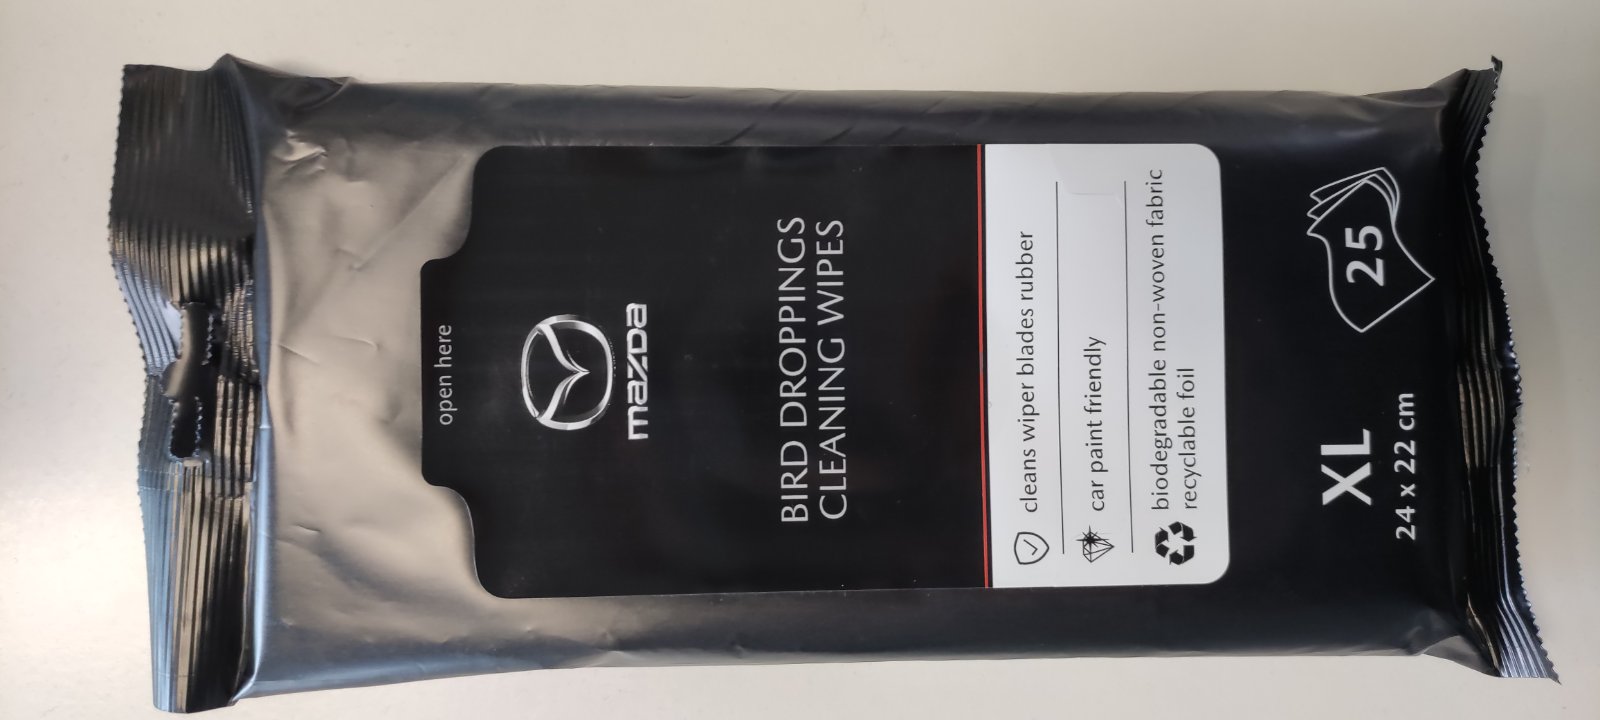 open here
mazda
BIRD DROPPINGS
CLEANING WIPES
cleans wiper blades rubber
car paint friendly
biodegradable non-woven fabric
recyclable foil
XL
24 x 22 cm
25